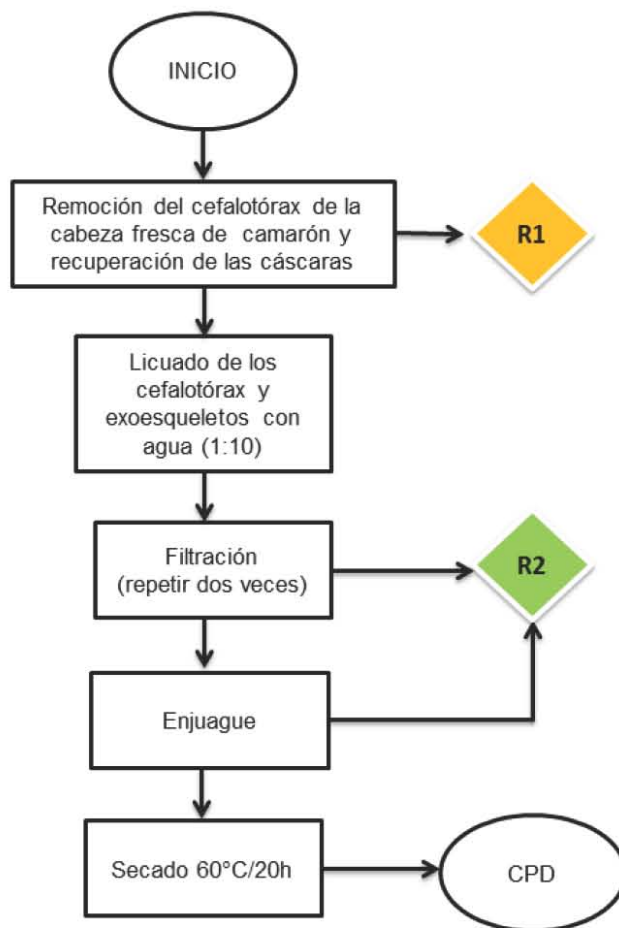 INICIO
Remoción del cefalotórax de la
cabeza fresca de camarón y
recuperación de las cáscaras
R1
Licuado de los
cefalotórax y
exoesqueletos con
agua (1:10)
Filtración
(repetir dos veces)
R2
Enjuague
Secado 60°C/20h
CPD